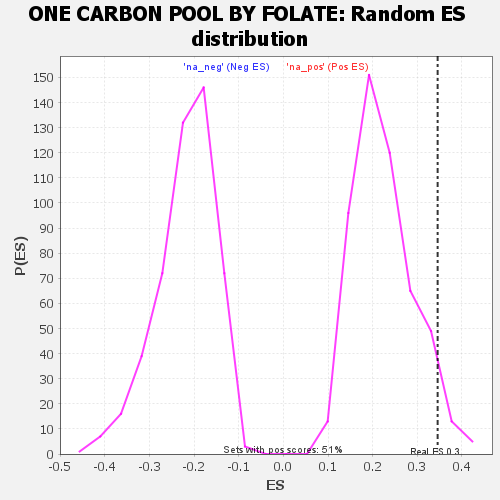 ONE CARBON POOL BY FOLATE: Random ES
distribution
'na_neg' (Neg ES) 'na_pos' (Pos ES)
150
140
130
120
110
100
90
80
70
60
50
40
30
20
10
0
P(ES)
Sets with pos scores: 51%
Real ES 0.3
-0.5 -0.4 -0.3 -0.2 -0.1 0.0 0.1 0.2 0.3 0.4
ES